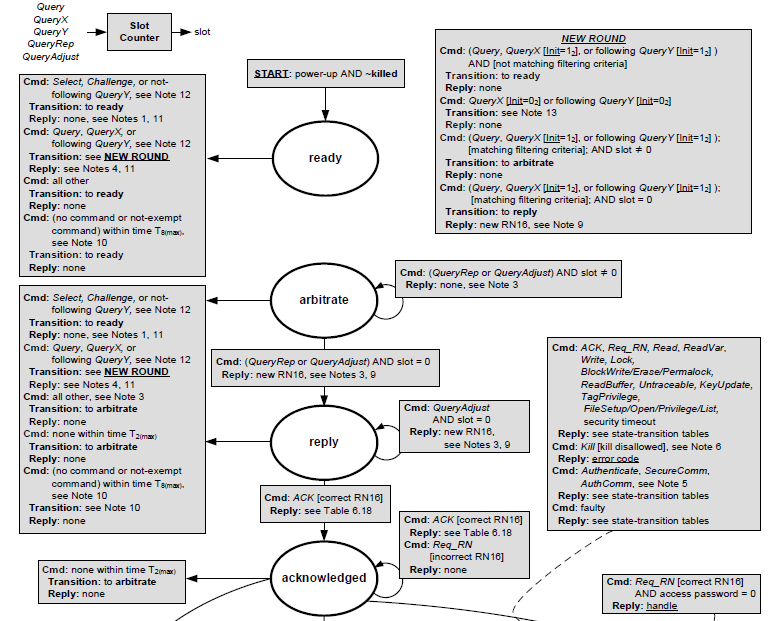 Query
QueryX
QueryY
QueryRep
QueryAdjust
Slot
Counter
slot
START: power-up AND ~killed
NEW ROUND
Cmd: (Query, QueryX [Init=1₂], or following QueryY [Init=1₂] )
AND [not matching filtering criteria]
Transition: to ready
Reply: none
Cmd: QueryX [Init=0₂] or following QueryY [Init=0₂]
Transition: see Note 13
Reply: none
Cmd: (Query, QueryX [Init=1₂], or following QueryY [Init=1₂] );
[matching filtering criteria]; AND slot ≠ 0
Transition: to arbitrate
Reply: none
Cmd: (Query, QueryX [Init=1₂], or following QueryY [Init=1₂] );
[matching filtering criteria]; AND slot = 0
Transition: to reply
Reply: new RN16, see Note 9
Cmd: Select, Challenge, or not-
following QueryY, see Note 12
Transition: to ready
Reply: none, see Notes 1, 11
Cmd: Query, QueryX, or
following QueryY, see Note 12
Transition: see NEW ROUND
Reply: see Notes 4, 11
Cmd: all other
Transition: to ready
Reply: none
Cmd: (no command or not-exempt
command) within time T8(max),
see Note 10
Transition: to ready
Reply: none
ready
Cmd: (QueryRep or QueryAdjust) AND slot ≠ 0
Reply: none, see Note 3
arbitrate
Cmd: Select, Challenge, or not-
following QueryY, see Note 12
Transition: to ready
Reply: none, see Notes 1, 11
Cmd: Query, QueryX, or
following QueryY, see Note 12
Transition: see NEW ROUND
Reply: see Notes 4, 11
Cmd: all other, see Note 3
Transition: to arbitrate
Reply: none
Cmd: none within time T2(max)
Transition: to arbitrate
Reply: none
Cmd: (no command or not-exempt
command) within time T8(max),
see Note 10
Transition: see Note 10
Reply: none
Cmd: (QueryRep or QueryAdjust) AND slot = 0
Reply: new RN16, see Notes 3, 9
Cmd: QueryAdjust
AND slot = 0
Reply: new RN16,
see Notes 3, 9
reply
Cmd: ACK, Req_RN, Read, ReadVar,
Write, Lock,
BlockWrite/Erase/Permalock,
ReadBuffer, Untraceable, KeyUpdate,
TagPrivilege,
FileSetup/Open/Privilege/List,
security timeout
Reply: see state-transition tables
Cmd: Kill [kill disallowed], see Note 6
Reply: error code
Cmd: Authenticate, SecureComm,
AuthComm, see Note 5
Reply: see state-transition tables
Cmd: faulty
Reply: see state-transition tables
Cmd: ACK [correct RN16]
Reply: see Table 6.18
Cmd: ACK [correct RN16]
Reply: see Table 6.18
Cmd: Req_RN
[incorrect RN16]
Reply: none
Cmd: none within time T2(max)
Transition: to arbitrate
Reply: none
acknowledged
Cmd: Req_RN [correct RN16]
AND access password = 0
Reply: handle